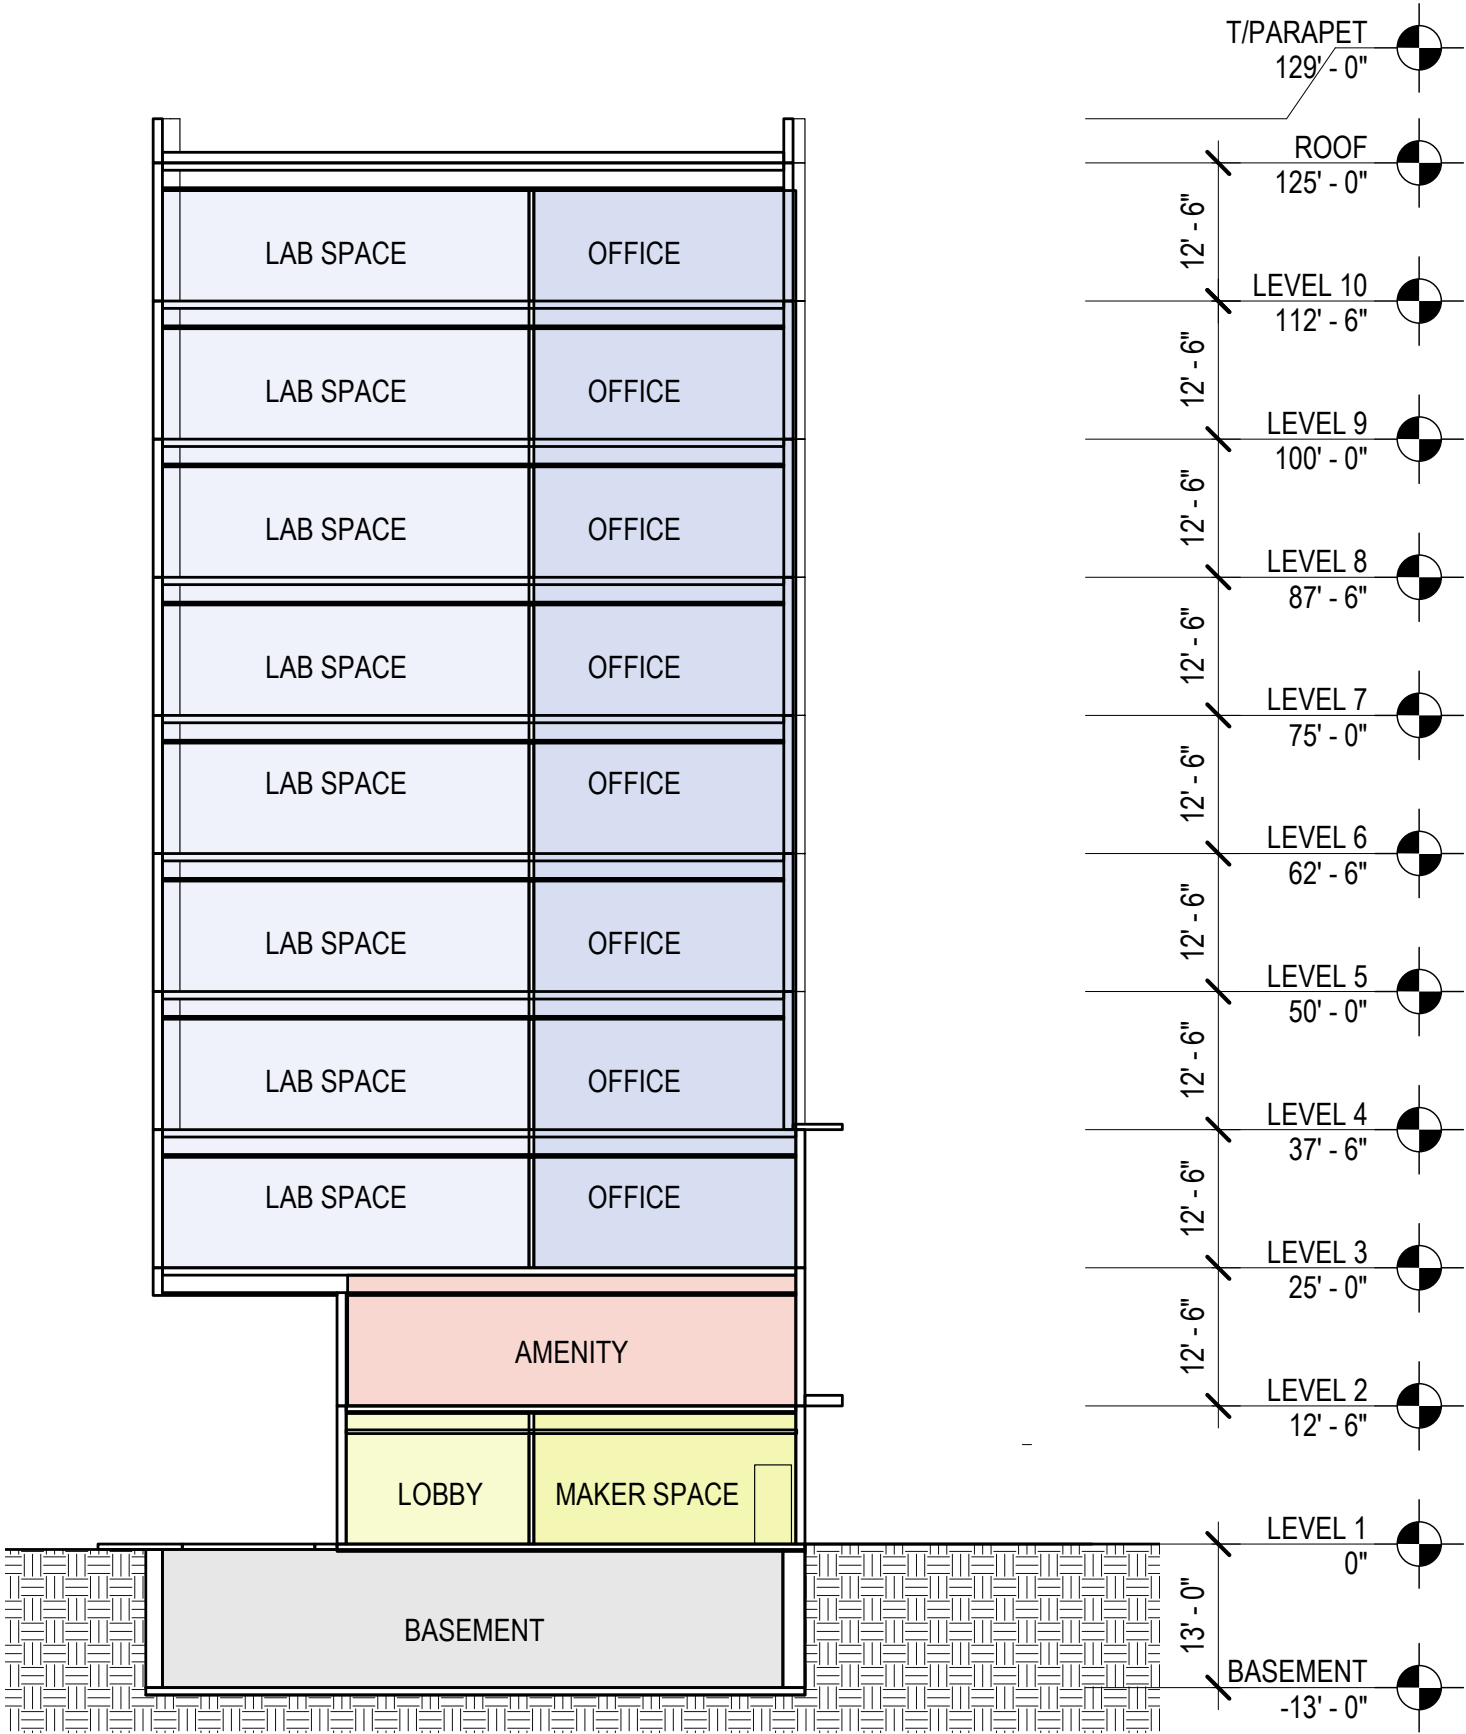 T/PARAPET
129' - 0"
ROOF
125' - 0"
12' - 6"
LAB SPACE
OFFICE
LEVEL 10
112' - 6"
12' - 6"
LAB SPACE
OFFICE
LEVEL 9
100' - 0"
12' - 6"
LAB SPACE
OFFICE
LEVEL 8
87' - 6"
12' - 6"
LAB SPACE
OFFICE
LEVEL 7
75' - 0"
12' - 6"
LAB SPACE
OFFICE
LEVEL 6
62' - 6"
12' - 6"
LAB SPACE
OFFICE
LEVEL 5
50' - 0"
12' - 6"
LAB SPACE
OFFICE
LEVEL 4
37' - 6"
12' - 6"
LAB SPACE
OFFICE
LEVEL 3
25' - 0"
12' - 6"
AMENITY
LEVEL 2
12' - 6"
LOBBY
MAKER SPACE
LEVEL 1
0"
13' - 0"
BASEMENT
BASEMENT
-13' - 0"